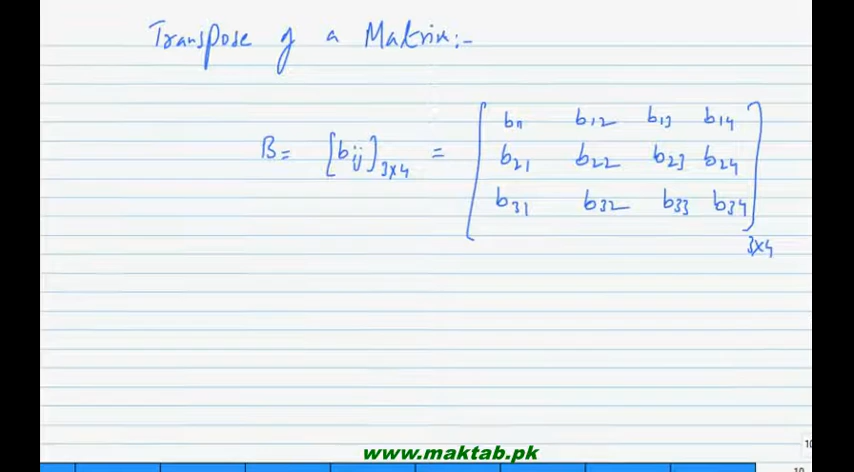 Transpose of a Matrix:-
b11 b12 b13 b14
B = [bij]3x4 = b21 b22 b23 b24
b31 b32 b33 b34
3x4
www.maktab.pk
10